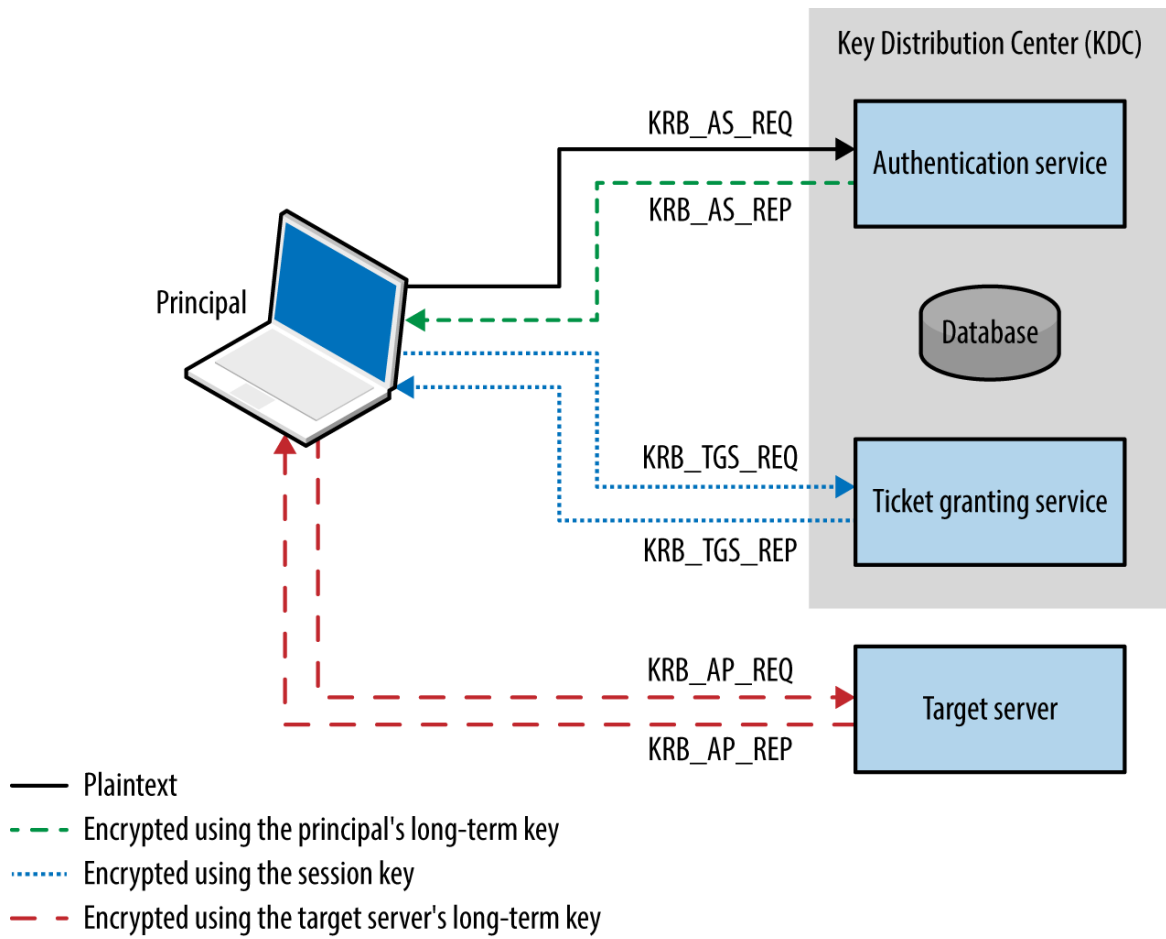 Key Distribution Center (KDC)
KRB_AS_REQ
Authentication service
KRB_AS_REP
Principal
Database
KRB_TGS_REQ
Ticket granting service
KRB_TGS_REP
KRB_AP_REQ
Target server
KRB_AP_REP
Plaintext
Encrypted using the principal's long-term key
Encrypted using the session key
Encrypted using the target server's long-term key